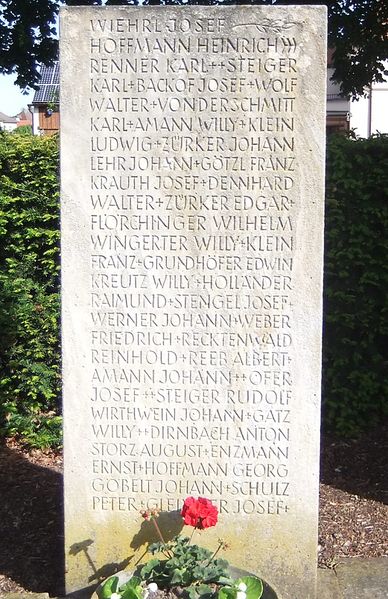 WIEHRL JOSEF
HOFFMANN HEINRICH
RENNER KARL++STEIGER
KARL+BACKOF JOSEF+WOLF
WALTER+VONDERSCHMITT
KARL+AMANN WILLY+KLEIN
LUDWIG+ZÜRKER JOHANN
LEHR JOHANN+GÖTZL FRANZ
KRAUTH JOSEF+DENNHARD
WALTER+ZÜRKER EDGAR
FLÖRCHINGER WILHELM
WINGERTER WILLY+KLEIN
FRANZ+GRUNDHÖFER EDWIN
KREUTZ WILLY+HOLLÄNDER
RAIMUND+STENGEL JOSEF+
WERNER JOHANN+WEBER
FRIEDRICH+RECKTENWALD
REINHOLD+REEB ALBERT+
AMANN JOHANN++OFER
JOSEF++STEIGER RUDOLF
WIRTHWEIN JOHANN+GATZ
WILLY++DIRNBACH ANTON
STORZ AUGUST+ENZMANN
ERNST+HOFFMANN GEORG
GÖBELT JOHANN+SCHULZ
PETER+ JOSEF+